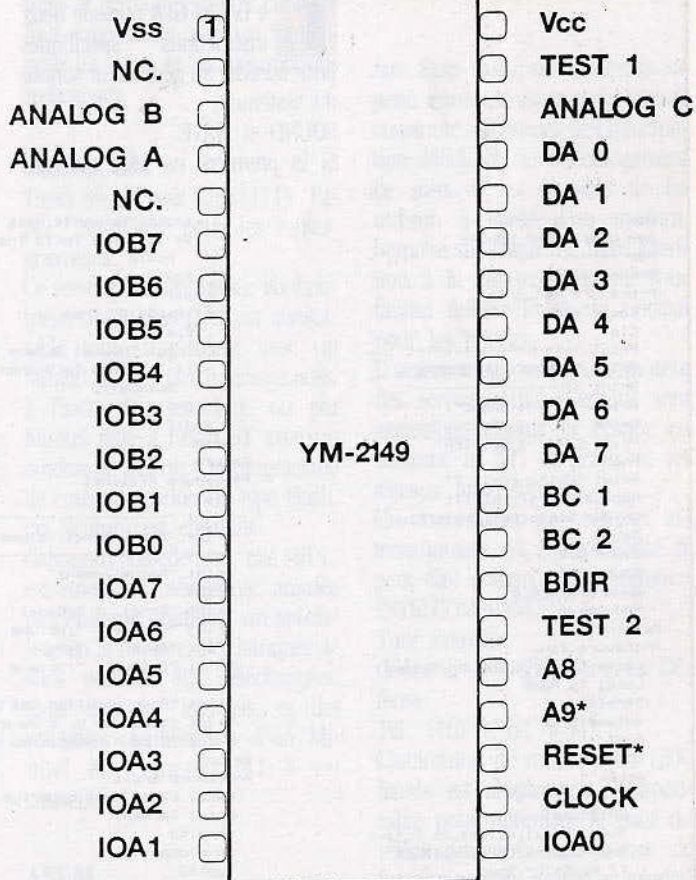 Vss 1 Vcc
NC. TEST 1
ANALOG B ANALOG C
ANALOG A DA 0
NC. DA 1
IOB7 DA 2
IOB6 DA 3
IOB5 DA 4
IOB4 DA 5
IOB3 DA 6
IOB2 YM-2149 DA 7
IOB1 BC 1
IOB0 BC 2
IOA7 BDIR
IOA6 TEST 2
IOA5 A8
IOA4 A9*
IOA3 RESET*
IOA2 CLOCK
IOA1 IOA0